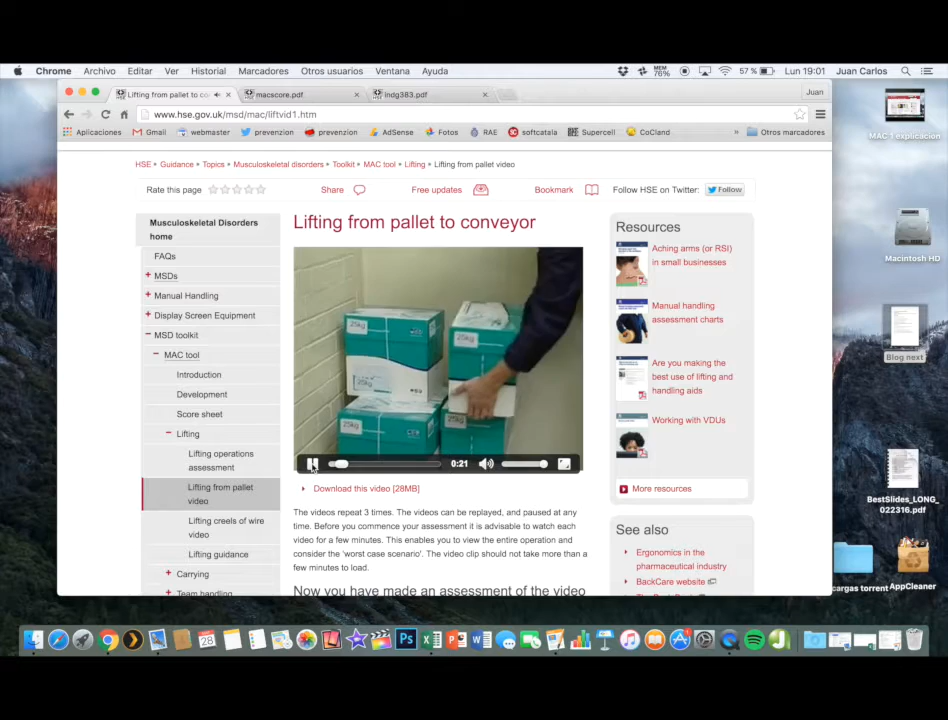 Chrome Archivo Editar Ver Historial Marcadores Otros usuarios Ventana Ayuda MEM 76% 57 % Lun 19:01 Juan Carlos
Lifting from pallet to co macscore.pdf indg383.pdf Juan
www.hse.gov.uk/msd/mac/liftvid1.htm
Aplicaciones Gmail webmaster prevenzion prevenzion AdSense Fotos RAE softcatala Supercell CoCland » Otros marcadores
HSE Guidance Topics Musculoskeletal disorders Toolkit MAC tool Lifting Lifting from pallet video
Rate this page Share Free updates Bookmark Follow HSE on Twitter: Follow
Musculoskeletal Disorders
home
FAQs
+ MSDs
+ Manual Handling
+ Display Screen Equipment
− MSD toolkit
− MAC tool
Introduction
Development
Score sheet
− Lifting
Lifting operations
assessment
Lifting from pallet
video
Lifting creels of wire
video
Lifting guidance
+ Carrying
+ Team handling
Lifting from pallet to conveyor
25kg
25kg
25kg
25kg
25kg
0:21
Download this video [28MB]
The videos repeat 3 times. The videos can be replayed, and paused at any
time. Before you commence your assessment it is advisable to watch each
video for a few minutes. This enables you to view the entire operation and
consider the 'worst case scenario'. The video clip should not take more than a
few minutes to load.
Now you have made an assessment of the video
Resources
Aching arms (or RSI)
in small businesses
Manual handling
assessment charts
Are you making the
best use of lifting and
handling aids
Working with VDUs
More resources
See also
Ergonomics in the
pharmaceutical industry
BackCare website
MAC 1 explicacion
Macintosh HD
Blog next
BestSlides_LONG_
022316.pdf
cargas torrent
AppCleaner
28
Ps